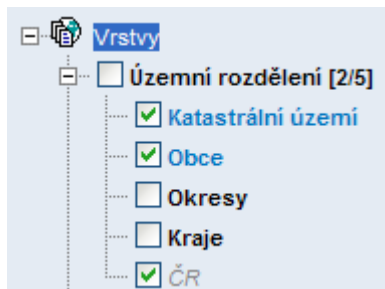 Vrstvy
Územní rozdělení [2/5]
Katastrální území
Obce
Okresy
Kraje
ČR